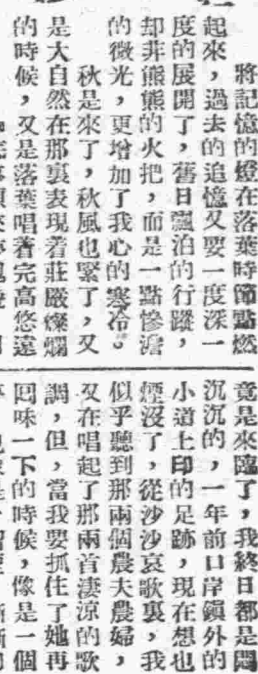 將記憶的燈在落葉時節點燃
起來，過去的追憶又要一度深一
度的展開了，舊日飄泊的行蹤，
却非熊熊的火把，而是一點慘澹
的微光，更增加了我心的寒冷。
秋是來了，秋風也緊了，又
是大自然在那裏表現着莊嚴燦爛
的時候，又是落葉唱着完高悠遠
竟是來臨了，我終日都是悶
沉沉的，一年前口岸鎮外的
小道上印的足跡，現在想也
煙沒了，從沙沙哀歌裏，我
似乎聽到那兩個農夫農婦，
又在唱起了那兩首淒涼的歌
調，但，當我要抓住了她再
回味一下的時候，像是一個